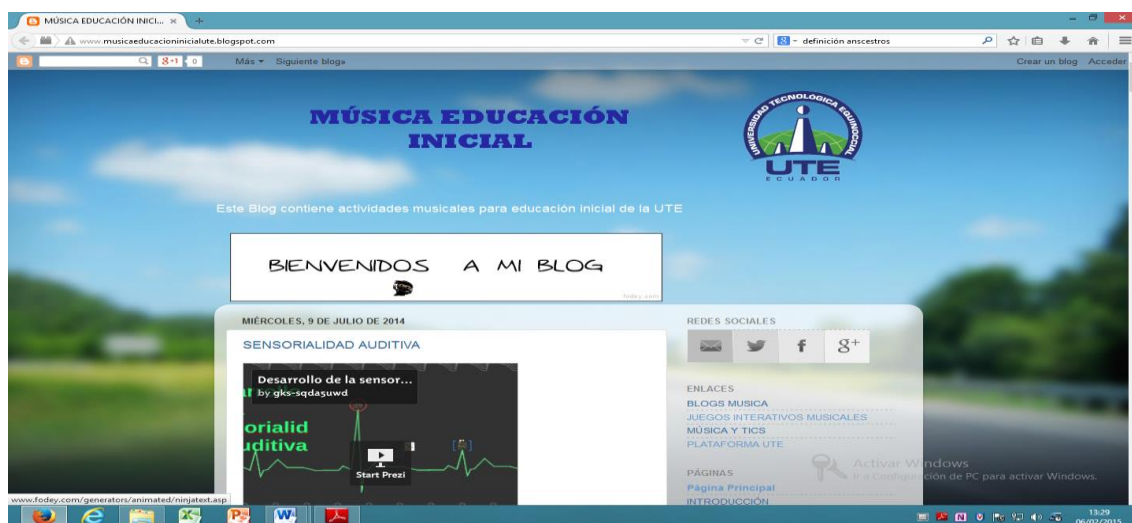 MÚSICA EDUCACIÓN INICI... × +
www.musicaeducacioninicialute.blogspot.com
definición anscestros
g+1 0 Más Siguiente blog» Crear un blog Acceder
MÚSICA EDUCACIÓN
INICIAL
UNIVERSIDAD TECNOLÓGICA EQUINOCCIAL
UTE
ECUADOR
Este Blog contiene actividades musicales para educación inicial de la UTE
BIENVENIDOS A MI BLOG
fodey.com
MIÉRCOLES, 9 DE JULIO DE 2014
SENSORIALIDAD AUDITIVA
Desarrollo de la sensor...
by gks-sqda5uwd
orialid
uditiva
Start Prezi
REDES SOCIALES
ENLACES
BLOGS MUSICA
JUEGOS INTERATIVOS MUSICALES
MÚSICA Y TICS
PLATAFORMA UTE
PÁGINAS
Página Principal
INTRODUCCIÓN
Activar Windows
Ir a Configuración de PC para activar Windows.
www.fodey.com/generators/animated/ninjatext.asp
13:29
06/02/2015